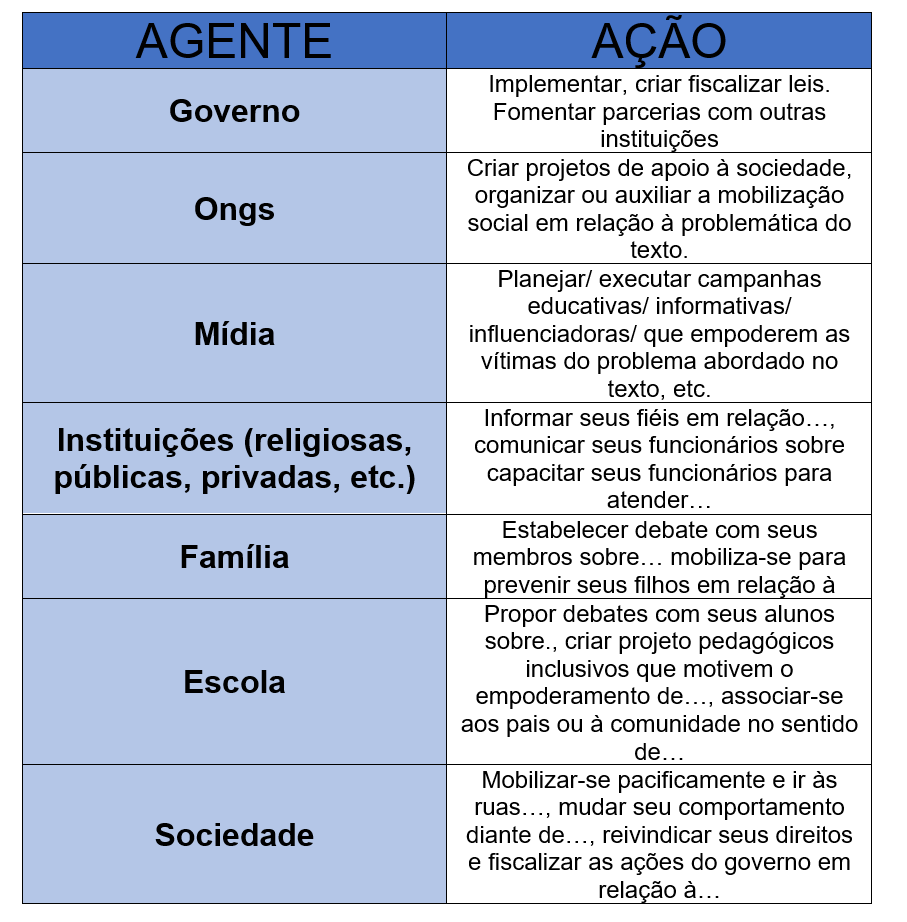 AGENTE
AÇÃO
Governo
Implementar, criar fiscalizar leis.
Fomentar parcerias com outras
instituições
Ongs
Criar projetos de apoio à sociedade,
organizar ou auxiliar a mobilização
social em relação à problemática do
texto.
Mídia
Planejar/ executar campanhas
educativas/ informativas/
influenciadoras/ que empoderem as
vítimas do problema abordado no
texto, etc.
Instituições (religiosas,
públicas, privadas, etc.)
Informar seus fiéis em relação…,
comunicar seus funcionários sobre
capacitar seus funcionários para
atender…
Família
Estabelecer debate com seus
membros sobre… mobiliza-se para
prevenir seus filhos em relação à
Escola
Propor debates com seus alunos
sobre., criar projeto pedagógicos
inclusivos que motivem o
empoderamento de…, associar-se
aos pais ou à comunidade no sentido
de…
Sociedade
Mobilizar-se pacificamente e ir às
ruas…, mudar seu comportamento
diante de…, reivindicar seus direitos
e fiscalizar as ações do governo em
relação à…